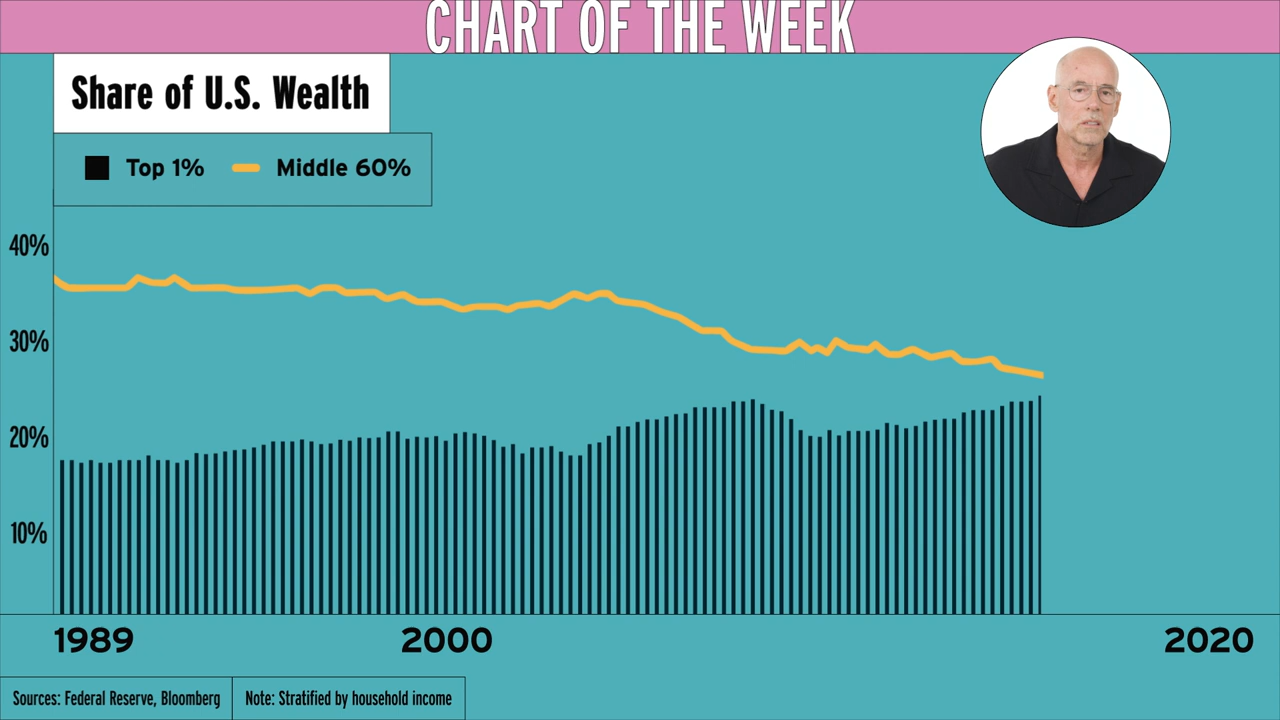 CHART OF THE WEEK
Share of U.S. Wealth
Top 1% Middle 60%
40%
30%
20%
10%
1989 2000 2020
Sources: Federal Reserve, Bloomberg Note: Stratified by household income